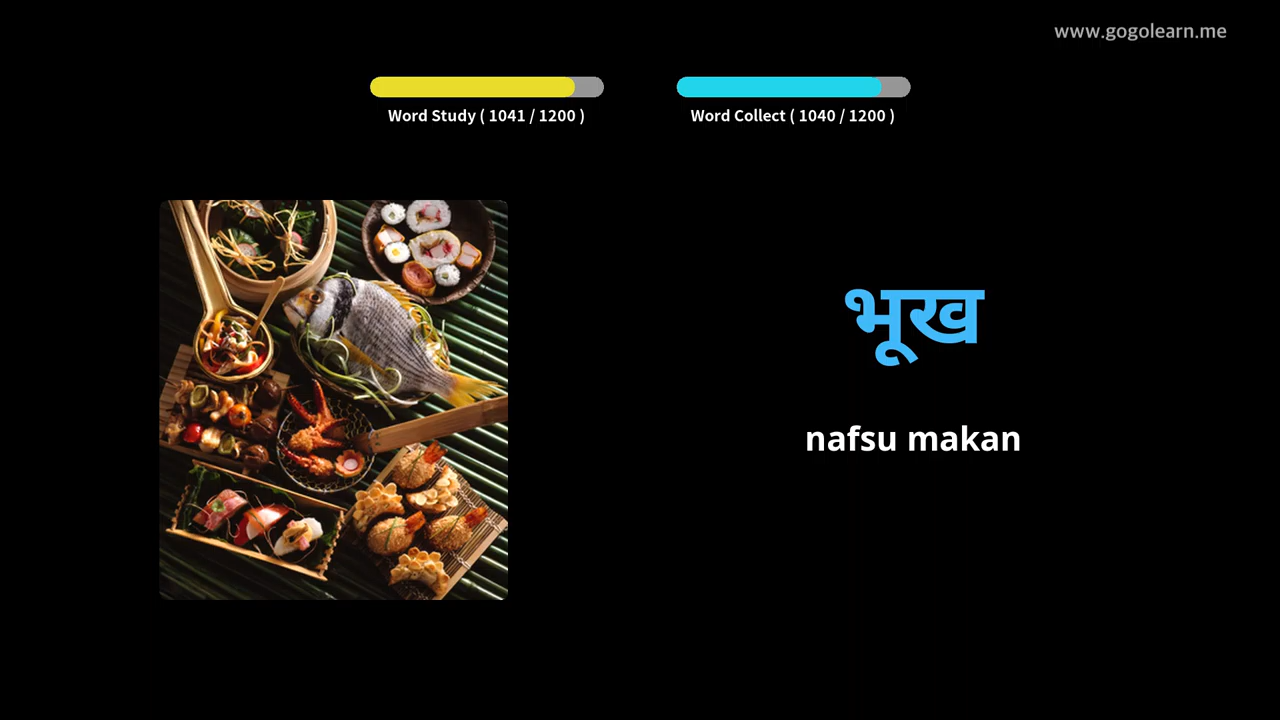 www.gogolearn.me
Word Study ( 1041 / 1200 )
Word Collect ( 1040 / 1200 )
भूख
nafsu makan